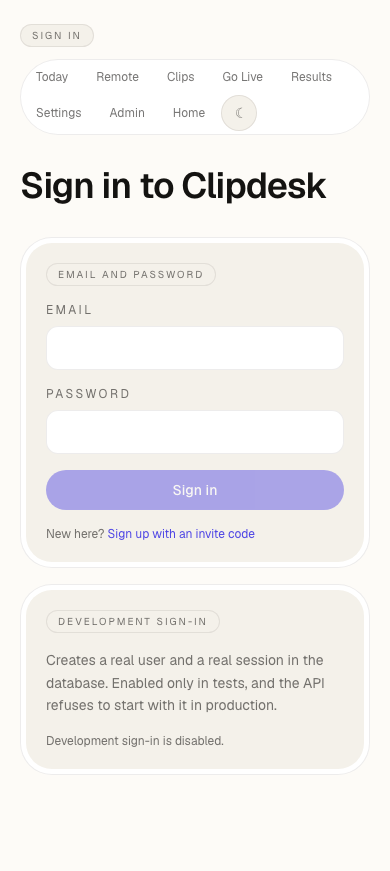 SIGN IN
Today Remote Clips Go Live Results
Settings Admin Home
Sign in to Clipdesk
EMAIL AND PASSWORD
EMAIL
PASSWORD
Sign in
New here? Sign up with an invite code
DEVELOPMENT SIGN-IN
Creates a real user and a real session in the
database. Enabled only in tests, and the API
refuses to start with it in production.
Development sign-in is disabled.